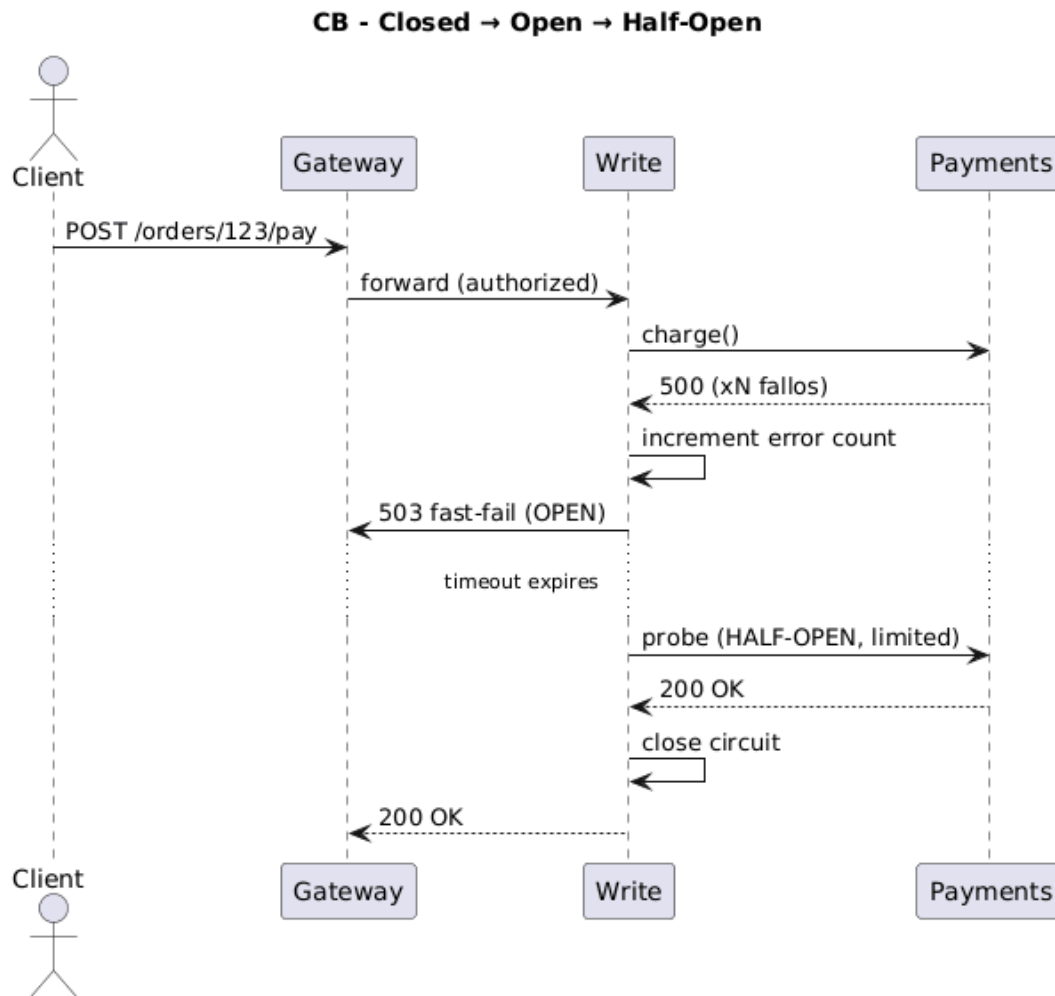 CB - Closed → Open → Half-Open
Client
Gateway
Write
Payments
POST /orders/123/pay
forward (authorized)
charge()
500 (xN fallos)
increment error count
503 fast-fail (OPEN)
timeout expires
probe (HALF-OPEN, limited)
200 OK
close circuit
200 OK
Client
Gateway
Write
Payments